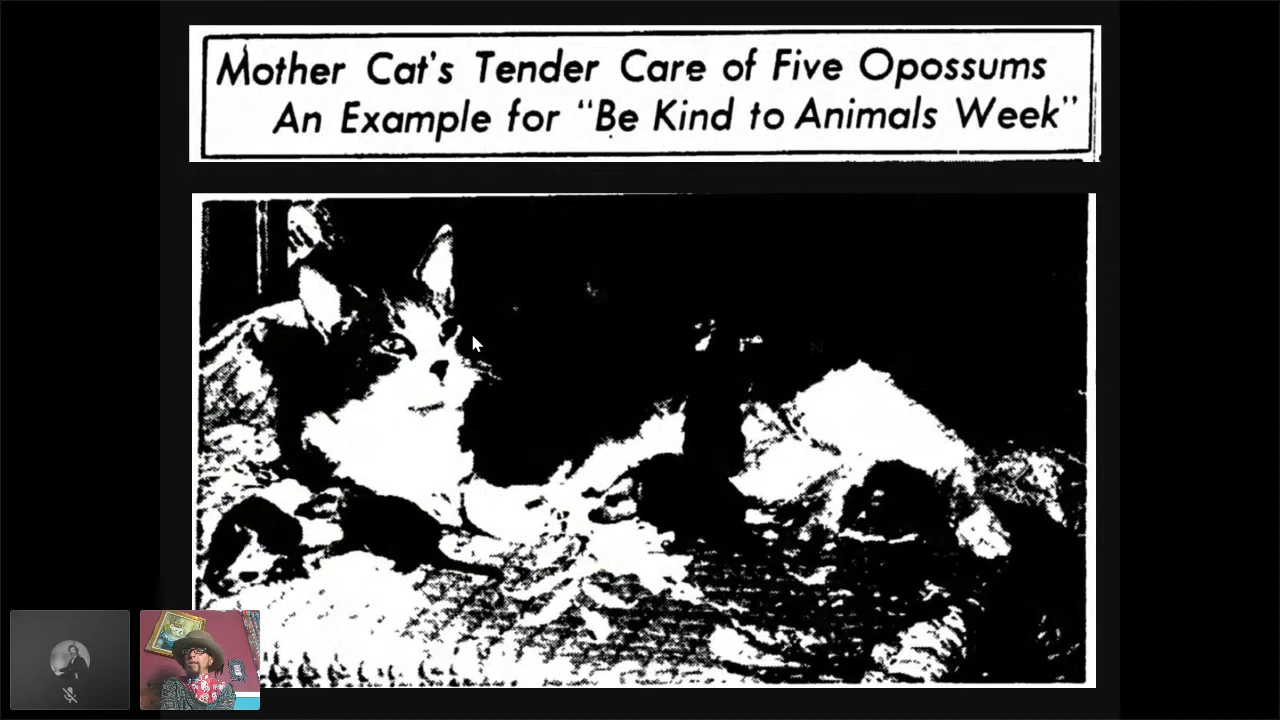 Mother Cat's Tender Care of Five Opossums
An Example for "Be Kind to Animals Week"